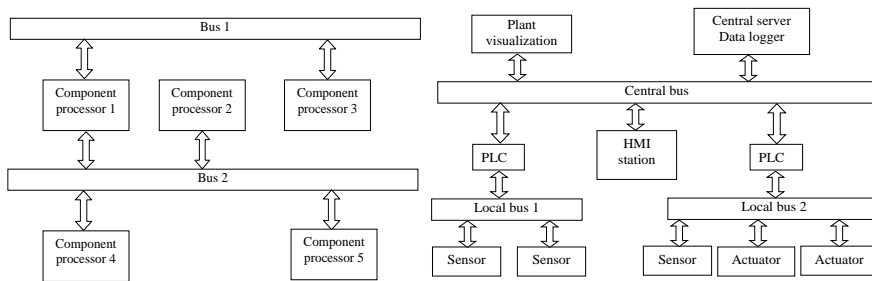 Bus 1
Component
processor 1
Component
processor 2
Component
processor 3
Bus 2
Component
processor 4
Component
processor 5
Plant
visualization
Central server
Data logger
Central bus
PLC
HMI
station
PLC
Local bus 1
Local bus 2
Sensor
Sensor
Sensor
Actuator
Actuator